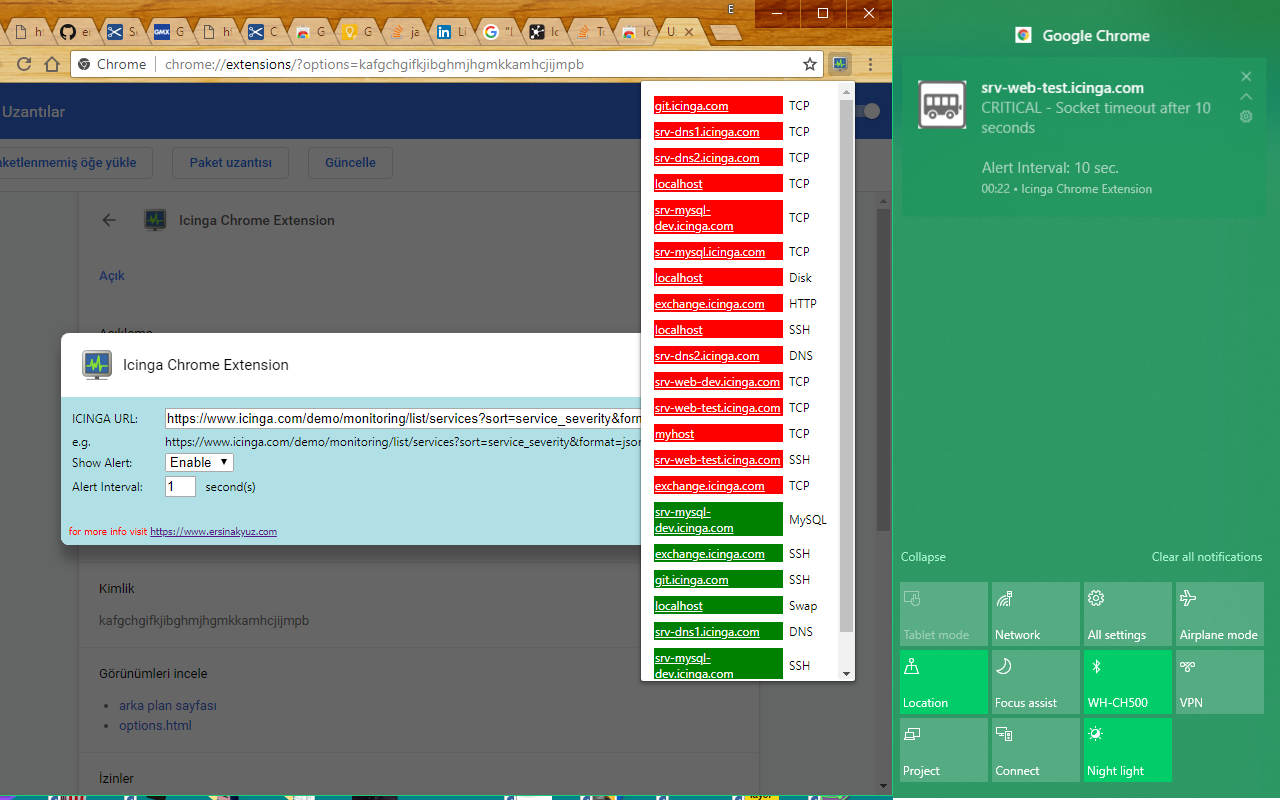 E
h
e
S
GMX G
h
C
G
G
ja
Li
"I
Ic
To
Ic
U
Chrome
chrome://extensions/?options=kafgchgifkjibghmjhgmkkamhcjijmpb
Uzantılar
aketlenmemiş öğe yükle
Paket uzantısı
Güncelle
Icinga Chrome Extension
Açık
Açıklama
Icinga Chrome Extension
ICINGA URL:
https://www.icinga.com/demo/monitoring/list/services?sort=service_severity&form
e.g.
https://www.icinga.com/demo/monitoring/list/services?sort=service_severity&format=jsor
Show Alert:
Enable
Alert Interval:
1
second(s)
for more info visit https://www.ersinakyuz.com
Kimlik
kafgchgifkjibghmjhgmkkamhcjijmpb
Görünümleri incele
arka plan sayfası
options.html
İzinler
git.icinga.com TCP
srv-dns1.icinga.com TCP
srv-dns2.icinga.com TCP
localhost TCP
srv-mysql-
dev.icinga.com TCP
srv-mysql.icinga.com TCP
localhost Disk
exchange.icinga.com HTTP
localhost SSH
srv-dns2.icinga.com DNS
srv-web-dev.icinga.com TCP
srv-web-test.icinga.com TCP
myhost TCP
srv-web-test.icinga.com SSH
exchange.icinga.com TCP
srv-mysql-
dev.icinga.com MySQL
exchange.icinga.com SSH
git.icinga.com SSH
localhost Swap
srv-dns1.icinga.com DNS
srv-mysql-
dev.icinga.com SSH
Google Chrome
srv-web-test.icinga.com
CRITICAL - Socket timeout after 10
seconds
Alert Interval: 10 sec.
00:22 • Icinga Chrome Extension
Collapse
Clear all notifications
Tablet mode
Network
All settings
Airplane mode
Location
Focus assist
WH-CH500
VPN
Project
Connect
Night light